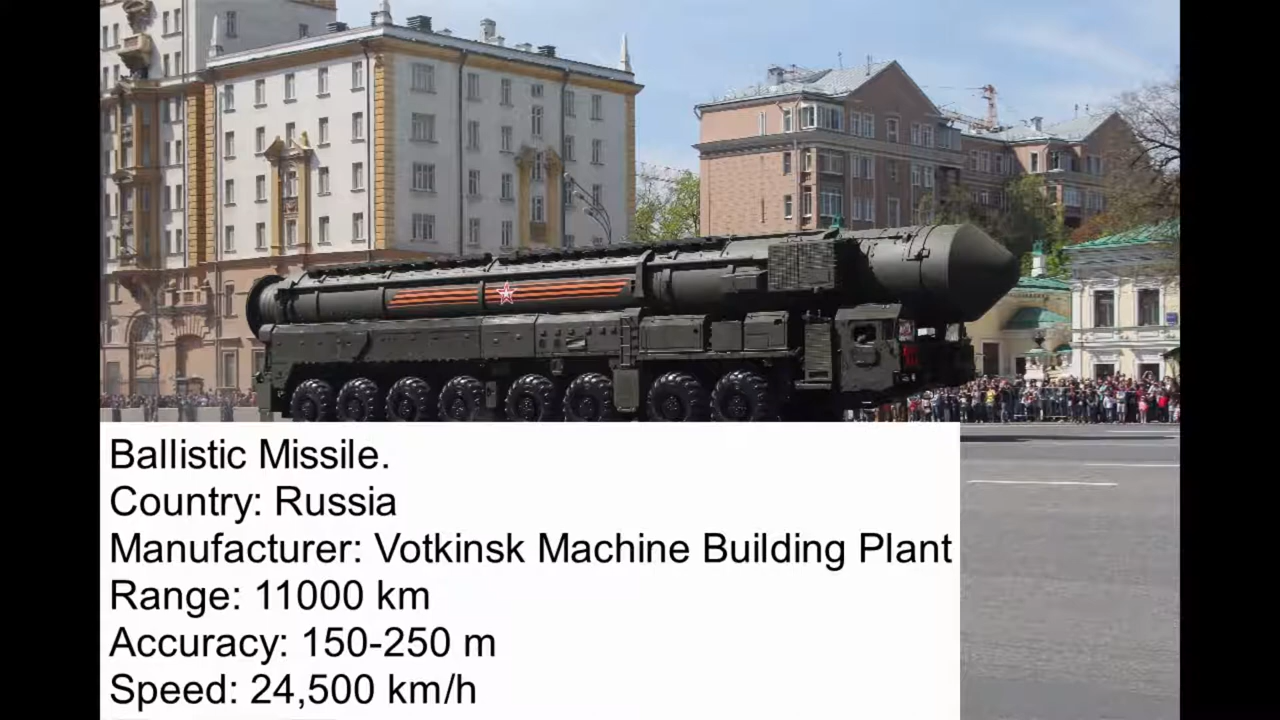 Ballistic Missile.
Country: Russia
Manufacturer: Votkinsk Machine Building Plant
Range: 11000 km
Accuracy: 150-250 m
Speed: 24,500 km/h